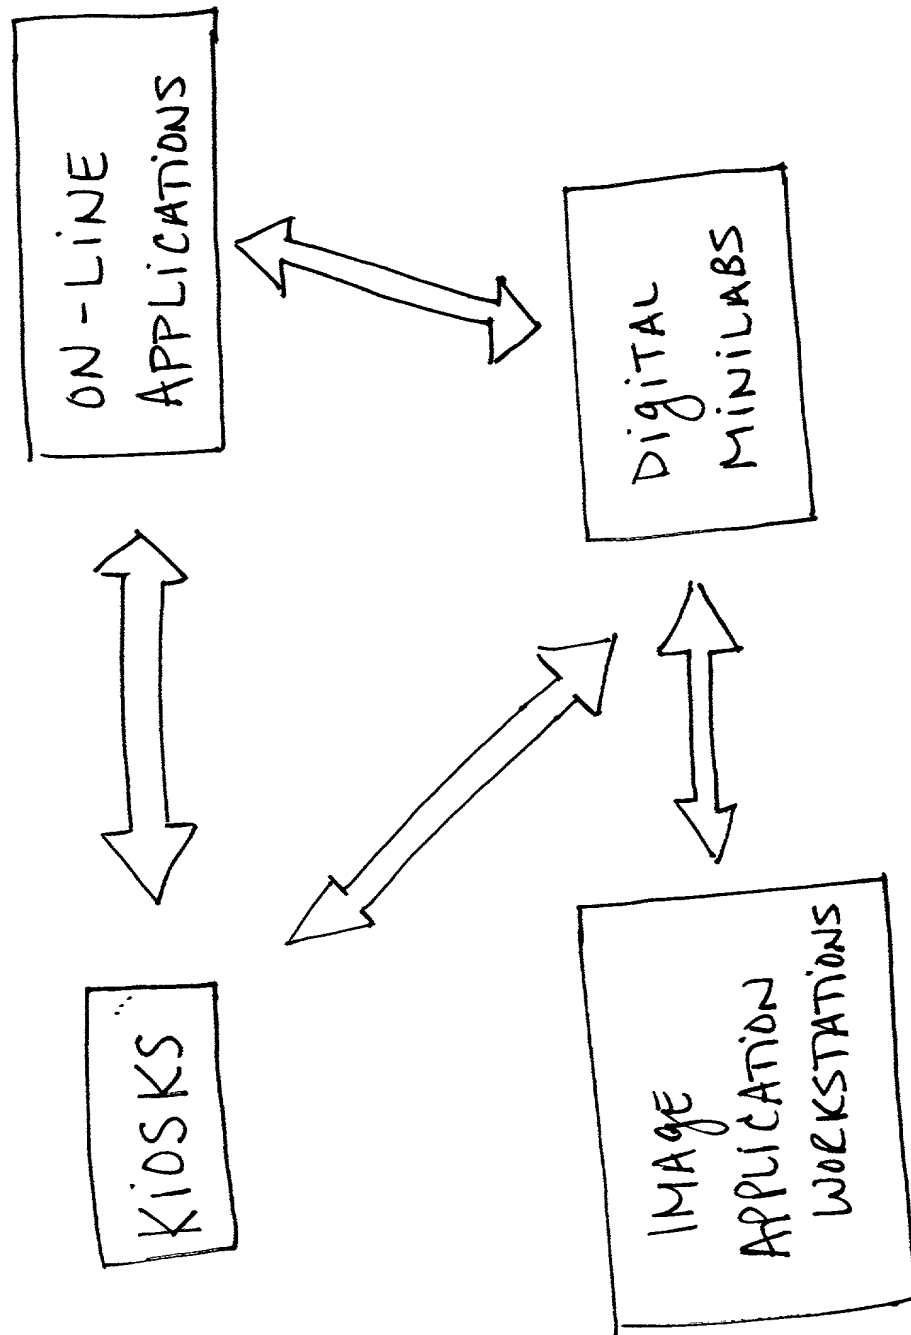 KiOSKS
ON-LiNE
APPLiCATiONS
IMAgE
APPLiCATiON
WORKSTATiONS
DigiTAL
MiNiLABS